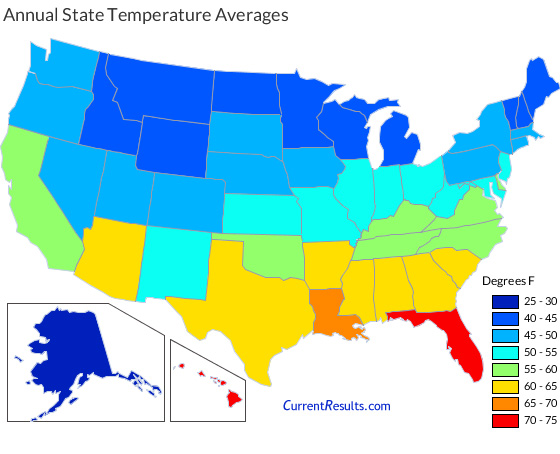 Annual State Temperature Averages
Degrees F
25 - 30
40 - 45
45 - 50
50 - 55
55 - 60
60 - 65
65 - 70
70 - 75
CurrentResults.com